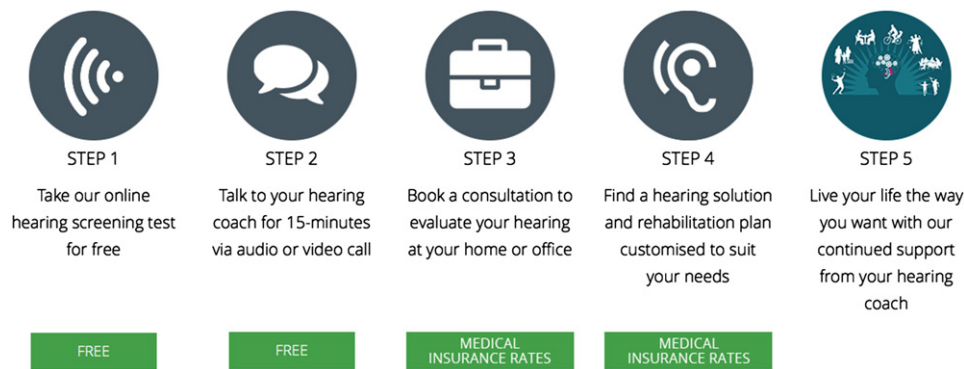 STEP 1
Take our online
hearing screening test
for free
FREE
STEP 2
Talk to your hearing
coach for 15-minutes
via audio or video call
FREE
STEP 3
Book a consultation to
evaluate your hearing
at your home or office
MEDICAL
INSURANCE RATES
STEP 4
Find a hearing solution
and rehabilitation plan
customised to suit
your needs
MEDICAL
INSURANCE RATES
STEP 5
Live your life the way
you want with our
continued support
from your hearing
coach